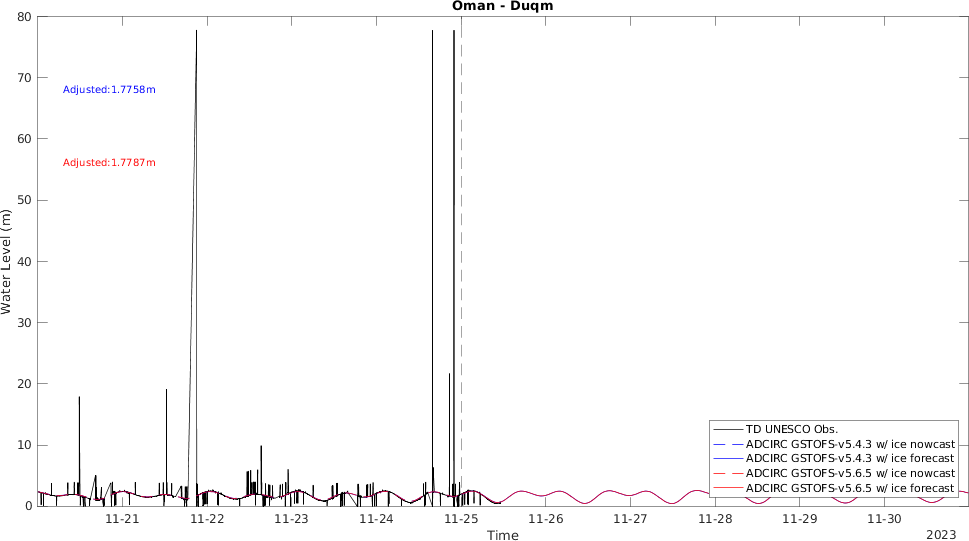 Oman - Duqm
80
70
60
50
40
30
20
10
0
Water Level (m)
Adjusted:1.7758m
Adjusted:1.7787m
TD UNESCO Obs.
ADCIRC GSTOFS-v5.4.3 w/ ice nowcast
ADCIRC GSTOFS-v5.4.3 w/ ice forecast
ADCIRC GSTOFS-v5.6.5 w/ ice nowcast
ADCIRC GSTOFS-v5.6.5 w/ ice forecast
11-21 11-22 11-23 11-24 11-25 11-26 11-27 11-28 11-29 11-30
Time
2023